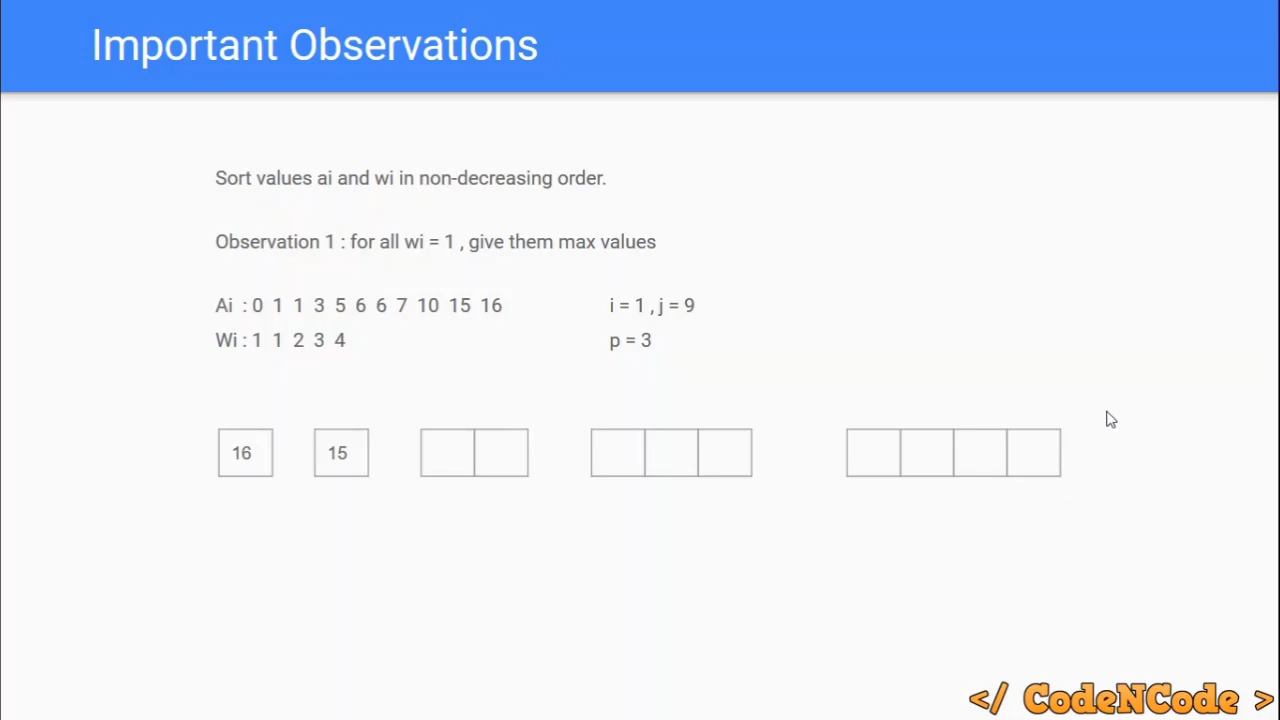 Important Observations
Sort values ai and wi in non-decreasing order.
Observation 1 : for all wi = 1 , give them max values
Ai : 0 1 1 3 5 6 6 7 10 15 16 i = 1 , j = 9
Wi : 1 1 2 3 4 p = 3
16 15
</ CodeNCode >